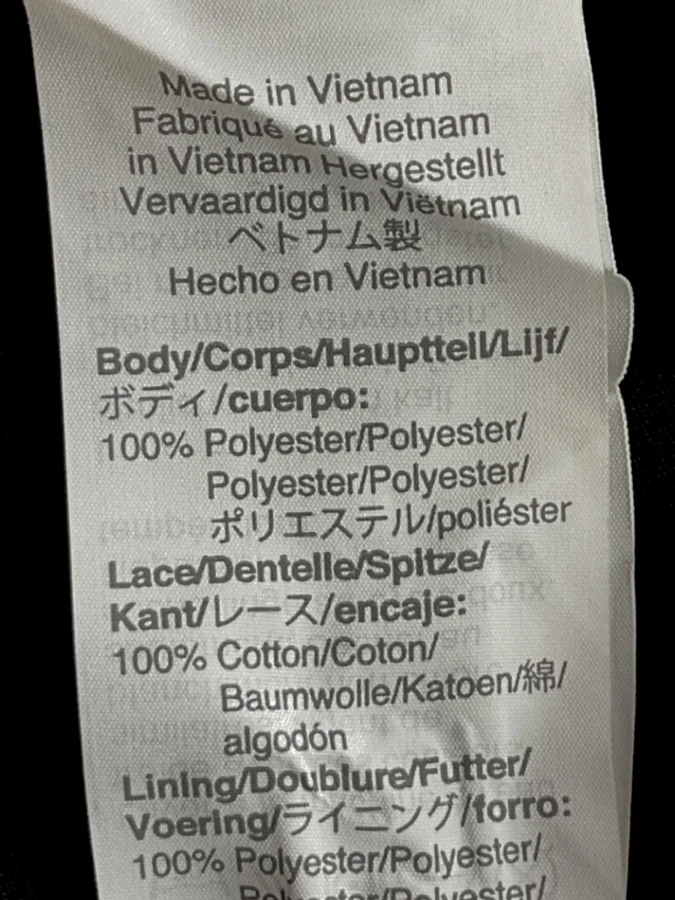 Made in Vietnam
Fabriqué au Vietnam
in Vietnam Hergestellt
Vervaardigd in Viëtnam
ベトナム製
Hecho en Vietnam
Body/Corps/Hauptteil/Lijf/
ボディ/cuerpo:
100% Polyester/Polyester/
Polyester/Polyester/
ポリエステル/poliéster
Lace/Dentelle/Spitze/
Kant/レース/encaje:
100% Cotton/Coton/
Baumwolle/Katoen/綿/
algodón
Lining/Doublure/Futter/
Voering/ライニング/forro:
100% Polyester/Polyester/
Polyester/Polyester/